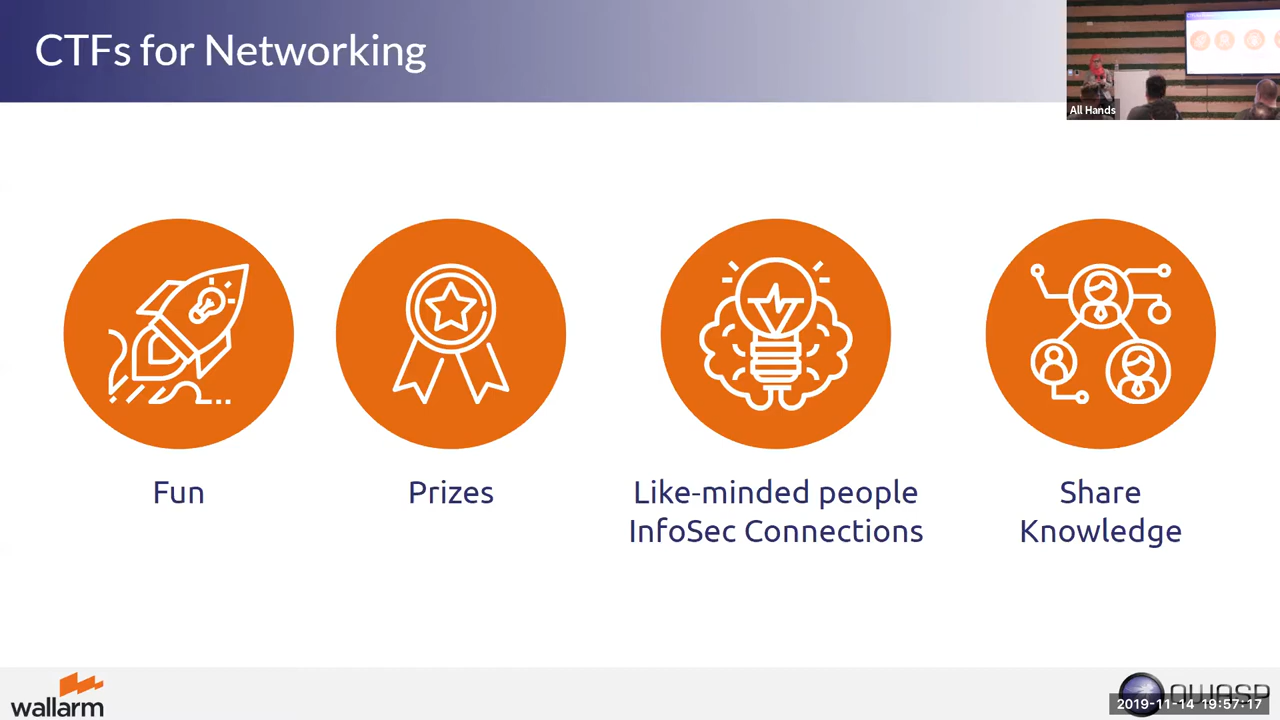 CTFs for Networking
All Hands
Fun
Prizes
Like-minded people
InfoSec Connections
Share
Knowledge
wallarm
OWASP
2019-11-14 19:57:17